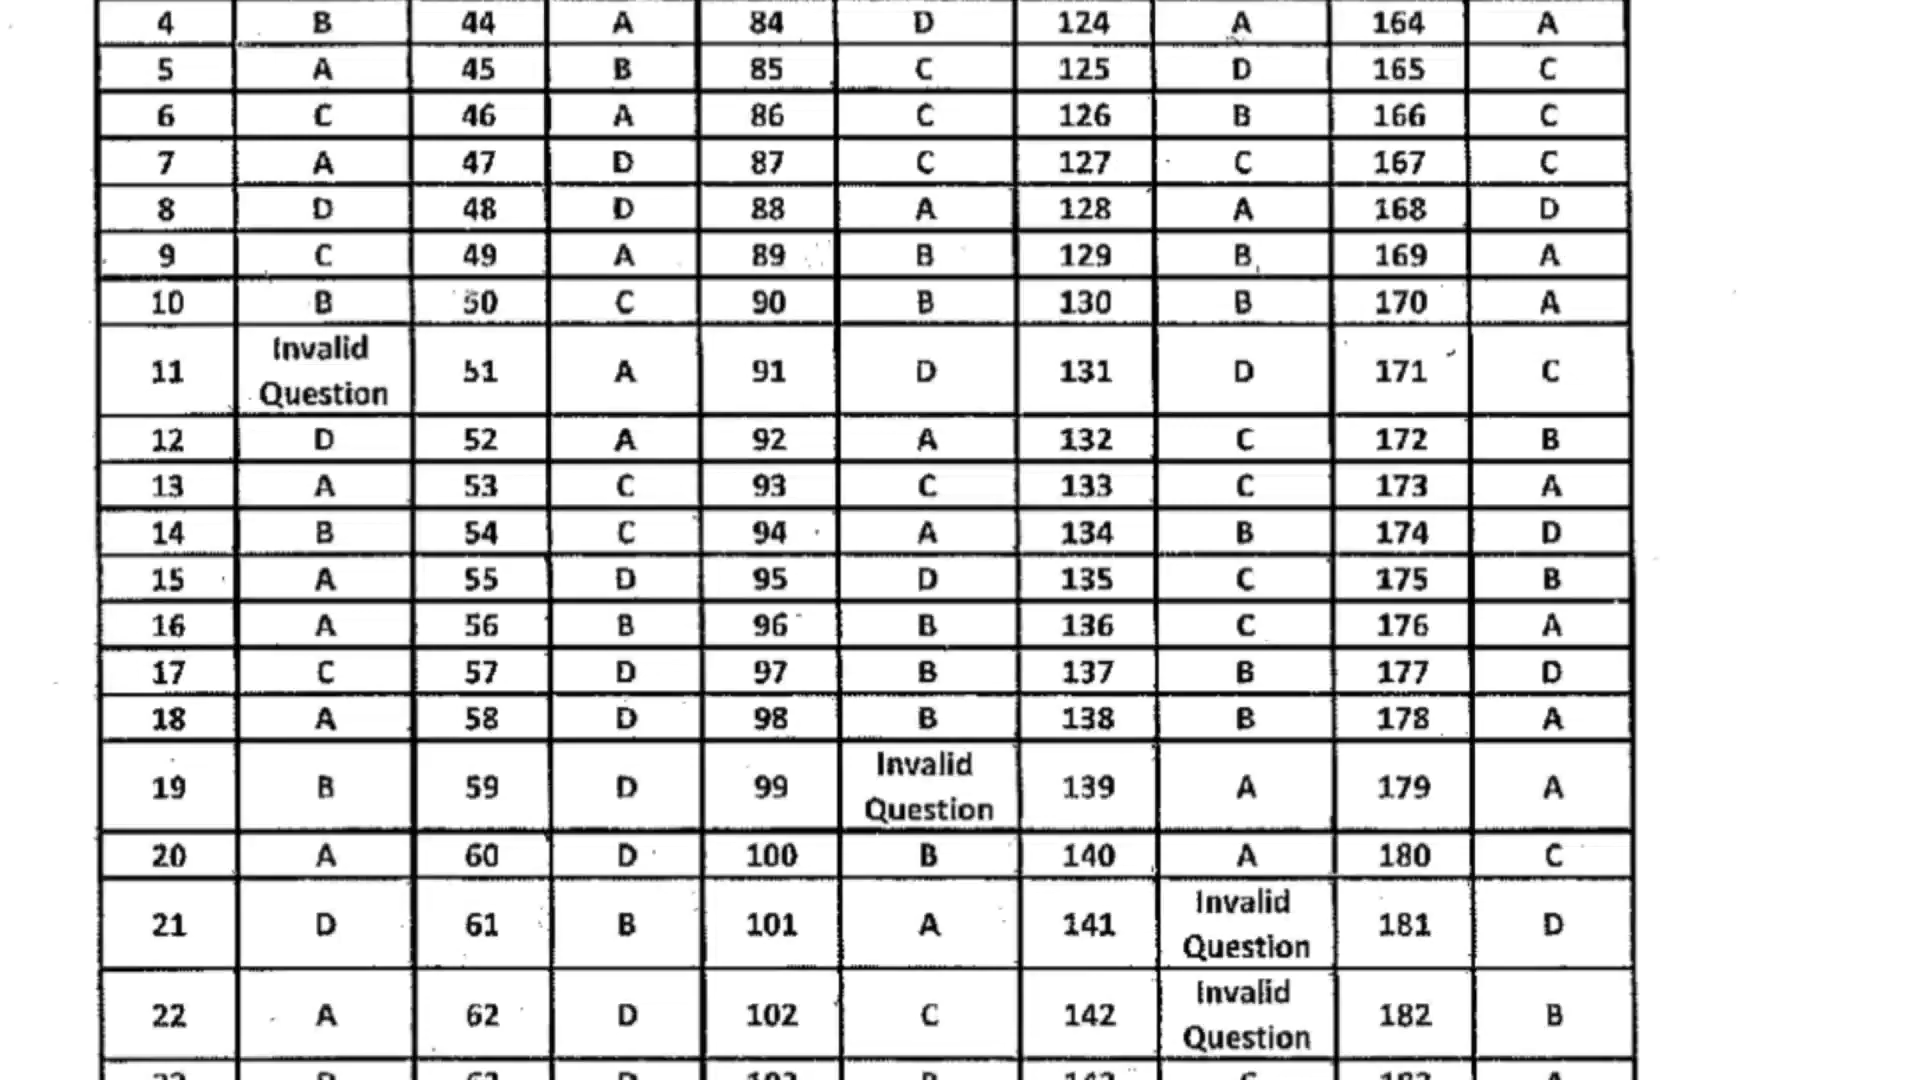 4 B 44 A 84 D 124 A 164 A
5 A 45 B 85 C 125 D 165 C
6 C 46 A 86 C 126 B 166 C
7 A 47 D 87 C 127 C 167 C
8 D 48 D 88 A 128 A 168 D
9 C 49 A 89 B 129 B 169 A
10 B 50 C 90 B 130 B 170 A
11 Invalid Question 51 A 91 D 131 D 171 C
12 D 52 A 92 A 132 C 172 B
13 A 53 C 93 C 133 C 173 A
14 B 54 C 94 A 134 B 174 D
15 A 55 D 95 D 135 C 175 B
16 A 56 B 96 B 136 C 176 A
17 C 57 D 97 B 137 B 177 D
18 A 58 D 98 B 138 B 178 A
19 B 59 D 99 Invalid Question 139 A 179 A
20 A 60 D 100 B 140 A 180 C
21 D 61 B 101 A 141 Invalid Question 181 D
22 A 62 D 102 C 142 Invalid Question 182 B